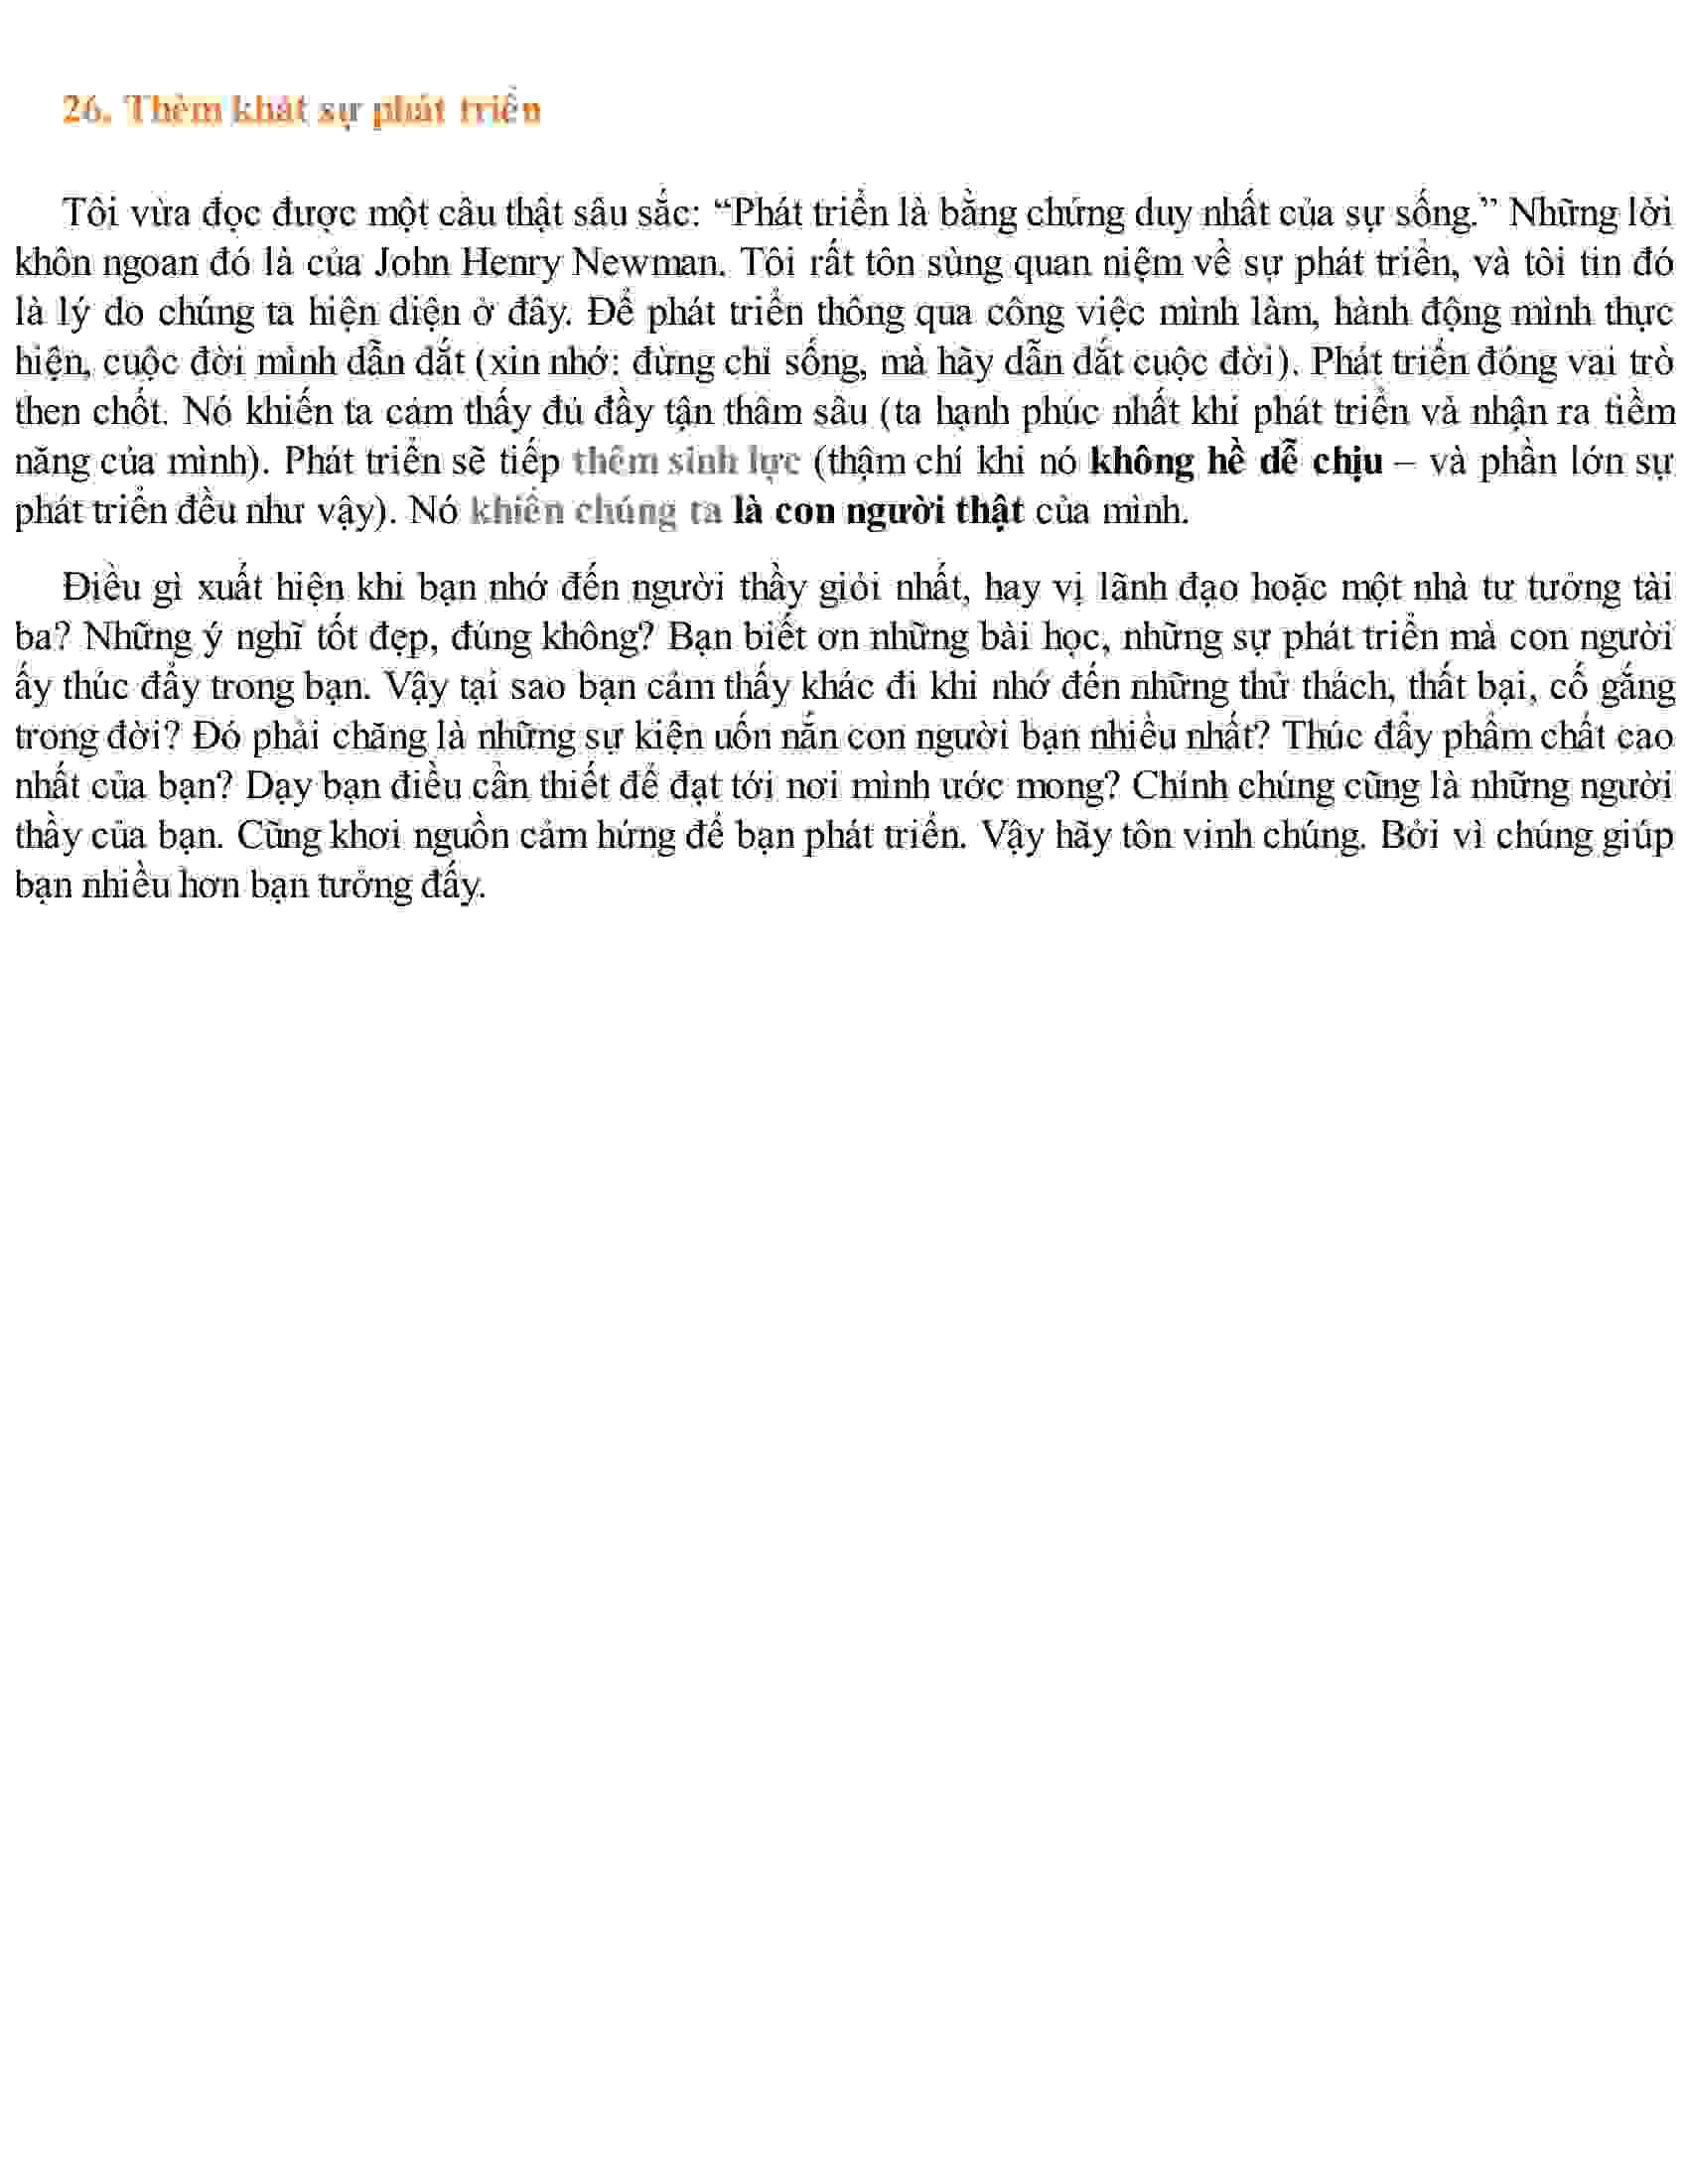 26. Thèm khát sự phát triển
Tôi vừa đọc được một câu thật sâu sắc: “Phát triển là bằng chứng duy nhất của sự sống.” Những lời
khôn ngoan đó là của John Henry Newman. Tôi rất tôn sùng quan niệm về sự phát triển, và tôi tin đó
là lý do chúng ta hiện diện ở đây. Để phát triển thông qua công việc mình làm, hành động mình thực
hiện, cuộc đời mình dẫn dắt (xin nhớ: đừng chỉ sống, mà hãy dẫn dắt cuộc đời). Phát triển đóng vai trò
then chốt. Nó khiến ta cảm thấy đủ đầy tận thâm sâu (ta hạnh phúc nhất khi phát triển và nhận ra tiềm
năng của mình). Phát triển sẽ tiếp thêm sinh lực (thậm chí khi nó không hề dễ chịu – và phần lớn sự
phát triển đều như vậy). Nó khiến chúng ta là con người thật của mình.
Điều gì xuất hiện khi bạn nhớ đến người thầy giỏi nhất, hay vị lãnh đạo hoặc một nhà tư tưởng tài
ba? Những ý nghĩ tốt đẹp, đúng không? Bạn biết ơn những bài học, những sự phát triển mà con người
ấy thúc đẩy trong bạn. Vậy tại sao bạn cảm thấy khác đi khi nhớ đến những thử thách, thất bại, cố gắng
trong đời? Đó phải chăng là những sự kiện uốn nắn con người bạn nhiều nhất? Thúc đẩy phẩm chất cao
nhất của bạn? Dạy bạn điều cần thiết để đạt tới nơi mình ước mong? Chính chúng cũng là những người
thầy của bạn. Cũng khơi nguồn cảm hứng để bạn phát triển. Vậy hãy tôn vinh chúng. Bởi vì chúng giúp
bạn nhiều hơn bạn tưởng đấy.